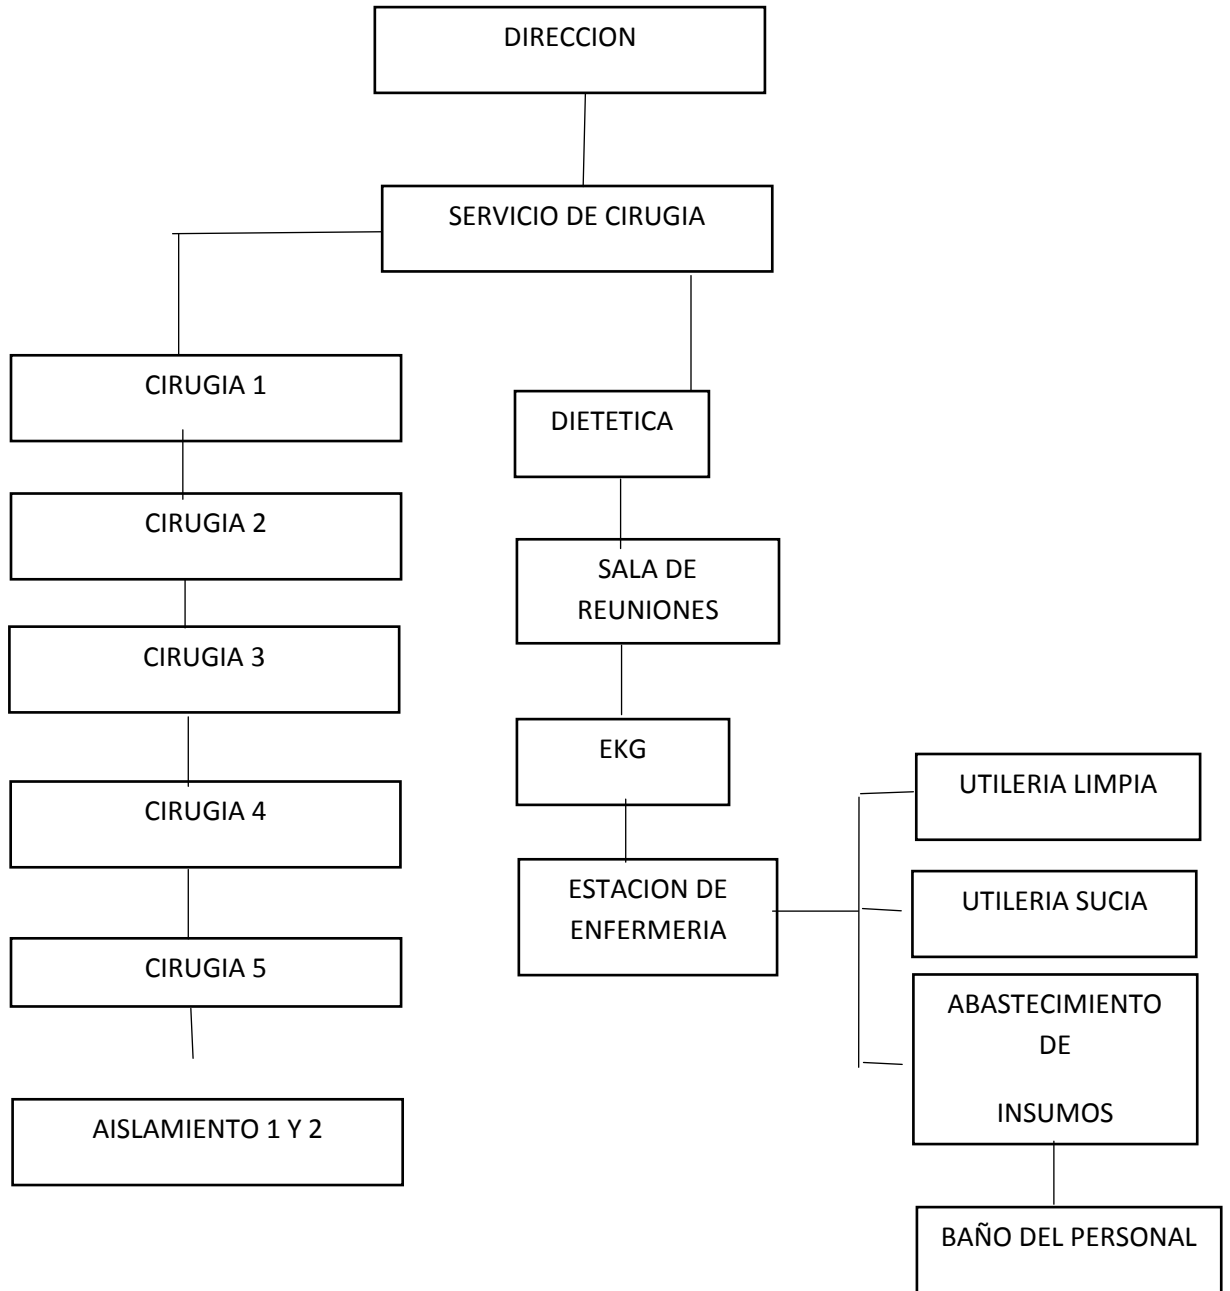 DIRECCION
SERVICIO DE CIRUGIA
CIRUGIA 1
CIRUGIA 2
CIRUGIA 3
CIRUGIA 4
CIRUGIA 5
AISLAMIENTO 1 Y 2
DIETETICA
SALA DE
REUNIONES
EKG
ESTACION DE
ENFERMERIA
UTILERIA LIMPIA
UTILERIA SUCIA
ABASTECIMIENTO
DE
INSUMOS
BAÑO DEL PERSONAL